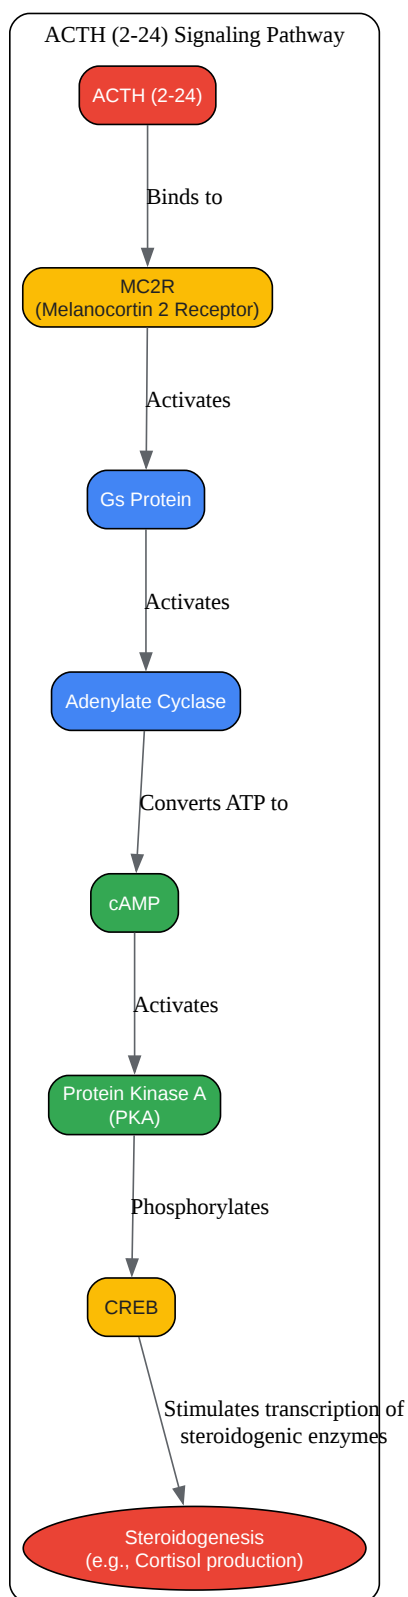 ACTH (2-24) Signaling Pathway
ACTH (2-24)
Binds to
MC2R
(Melanocortin 2 Receptor)
Activates
Gs Protein
Activates
Adenylate Cyclase
Converts ATP to
cAMP
Activates
Protein Kinase A
(PKA)
Phosphorylates
CREB
Stimulates transcription of
steroidogenic enzymes
Steroidogenesis
(e.g., Cortisol production)